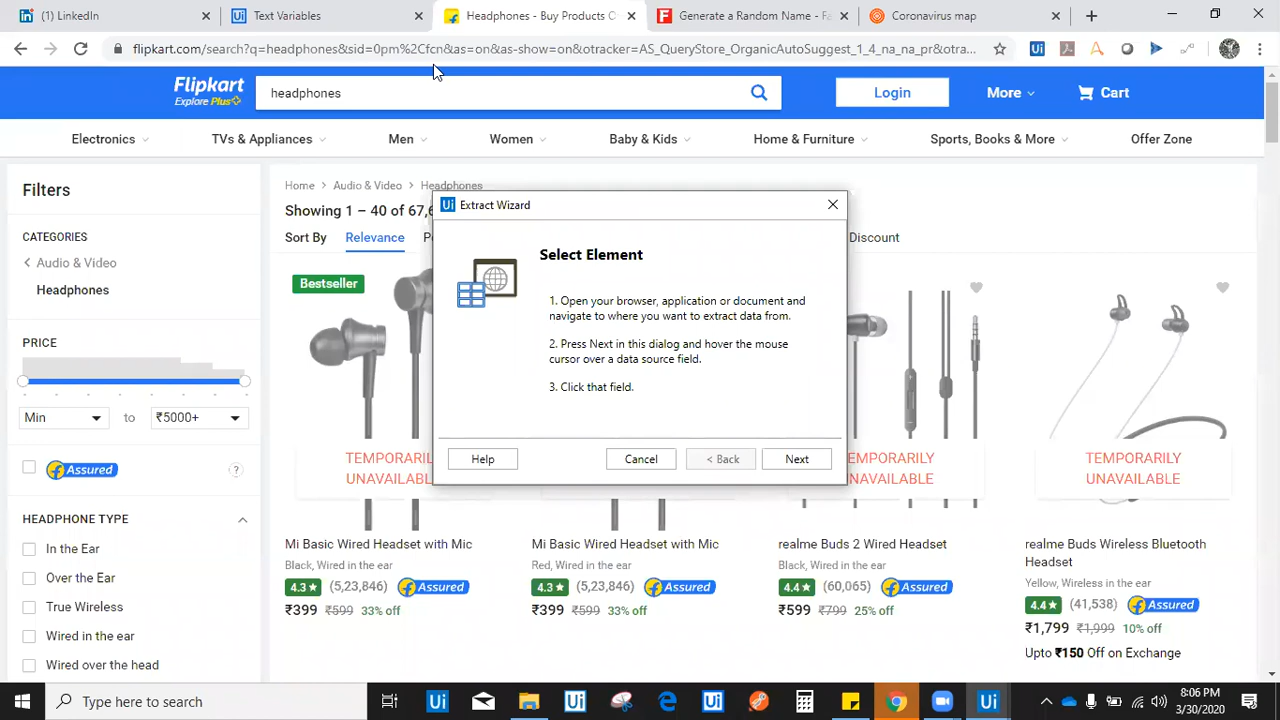 (1) LinkedIn
Text Variables
Headphones - Buy Products O
Generate a Random Name - Fa
Coronavirus map
flipkart.com/search?q=headphones&sid=0pm%2Cfcn&as=on&as-show=on&otracker=AS_QueryStore_OrganicAutoSuggest_1_4_na_na_pr&otra...
Flipkart
Explore Plus
headphones
Login
More
Cart
Electronics
TVs & Appliances
Men
Women
Baby & Kids
Home & Furniture
Sports, Books & More
Offer Zone
Filters
CATEGORIES
Audio & Video
Headphones
PRICE
Min
to
₹5000+
Assured
?
HEADPHONE TYPE
In the Ear
Over the Ear
True Wireless
Wired in the ear
Wired over the head
Home > Audio & Video > Headphones
Showing 1 – 40 of 67,6
Sort By
Relevance
Discount
Ui Extract Wizard
Select Element
1. Open your browser, application or document and
navigate to where you want to extract data from.
2. Press Next in this dialog and hover the mouse
cursor over a data source field.
3. Click that field.
Help
Cancel
< Back
Next
Bestseller
TEMPORARILY
UNAVAILABLE
Mi Basic Wired Headset with Mic
Black, Wired in the ear
4.3★ (5,23,846) Assured
₹399 ₹599 33% off
Mi Basic Wired Headset with Mic
Red, Wired in the ear
4.3★ (5,23,846) Assured
₹399 ₹599 33% off
TEMPORARILY
UNAVAILABLE
realme Buds 2 Wired Headset
Black, Wired in the ear
4.4★ (60,065) Assured
₹599 ₹799 25% off
TEMPORARILY
UNAVAILABLE
realme Buds Wireless Bluetooth
Headset
Yellow, Wireless in the ear
4.4★ (41,538) Assured
₹1,799 ₹1,999 10% off
Upto ₹150 Off on Exchange
Type here to search
8:06 PM
3/30/2020